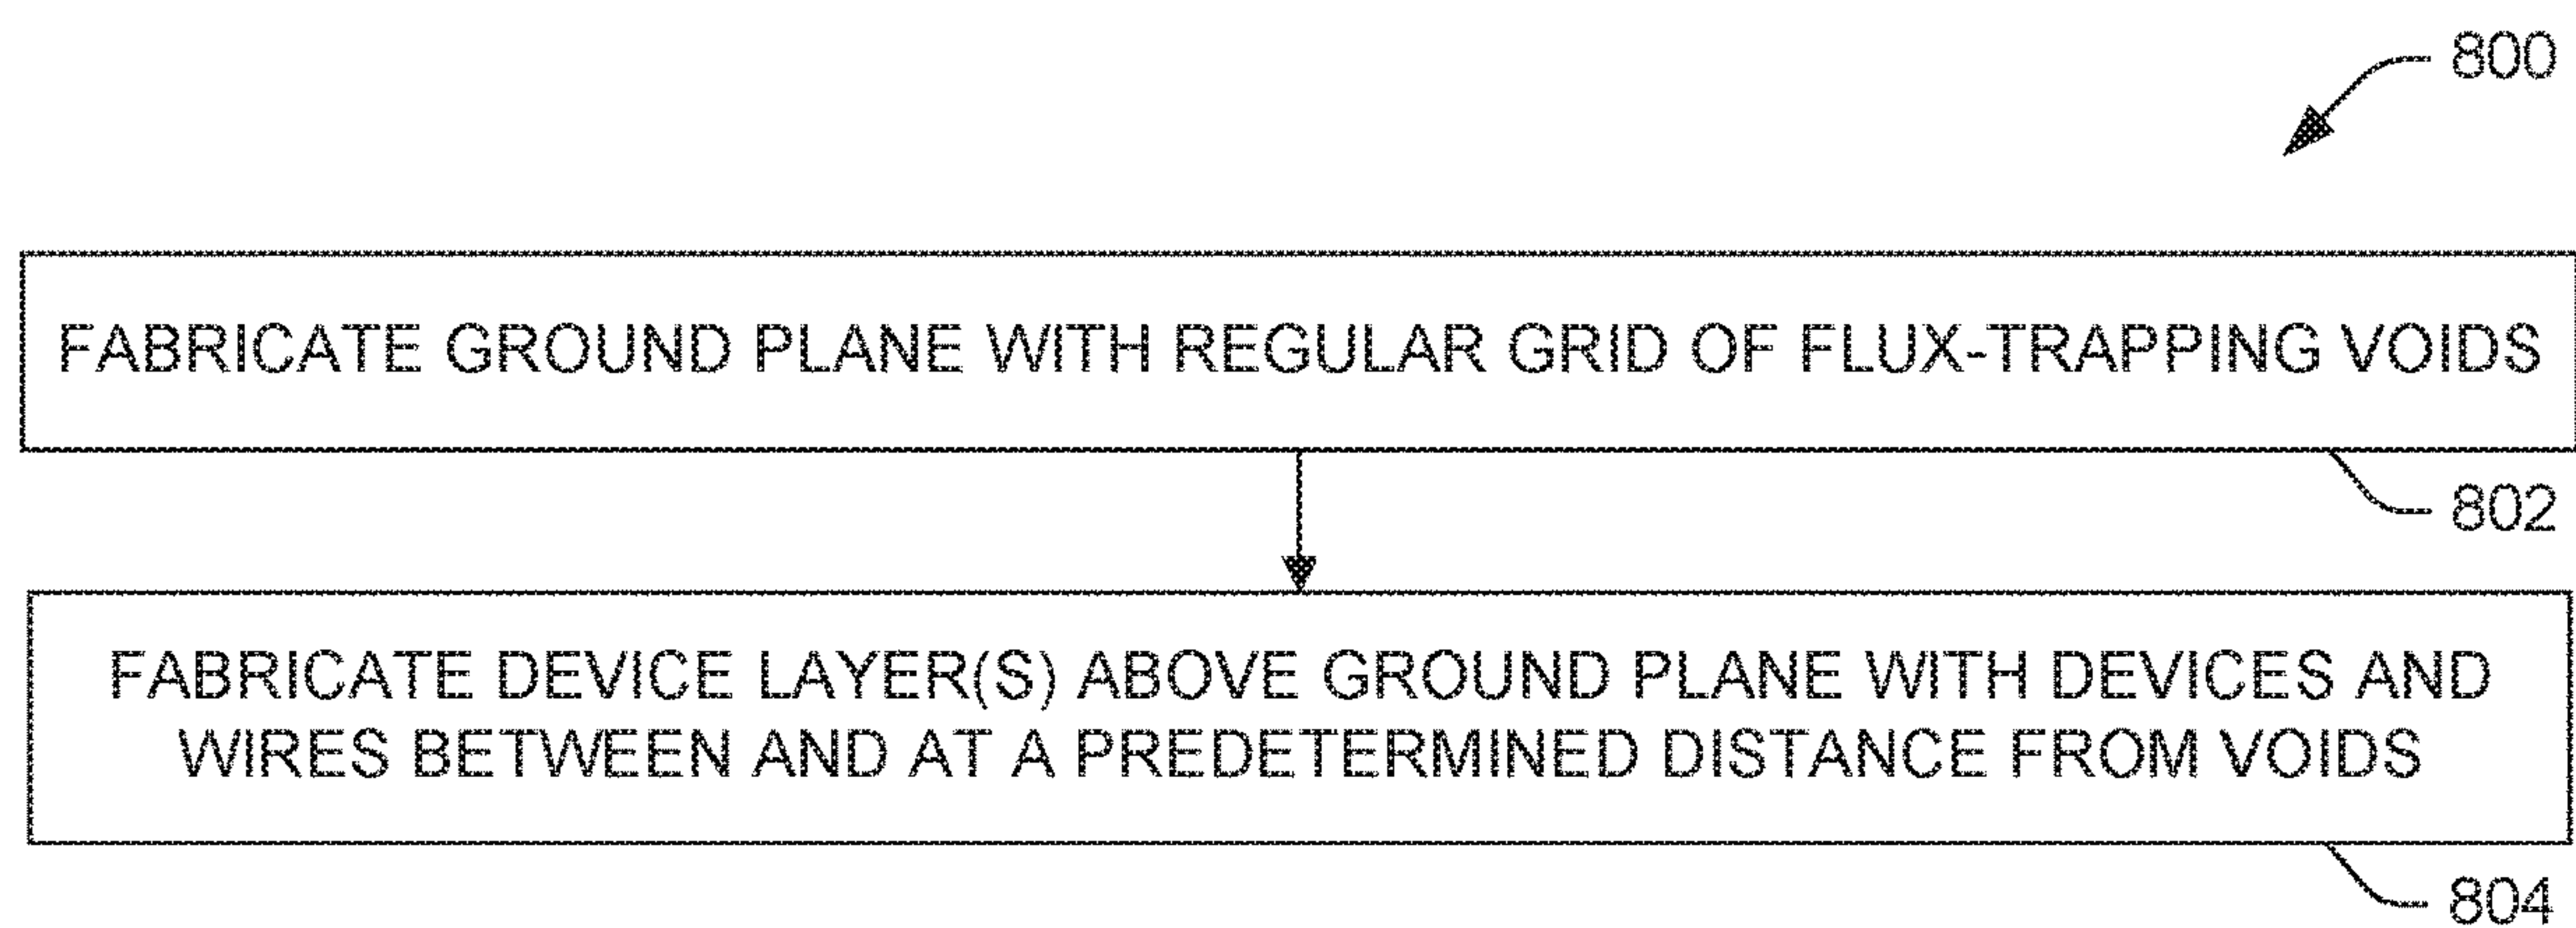 800
FABRICATE GROUND PLANE WITH REGULAR GRID OF FLUX-TRAPPING VOIDS
802
FABRICATE DEVICE LAYER(S) ABOVE GROUND PLANE WITH DEVICES AND
WIRES BETWEEN AND AT A PREDETERMINED DISTANCE FROM VOIDS
804